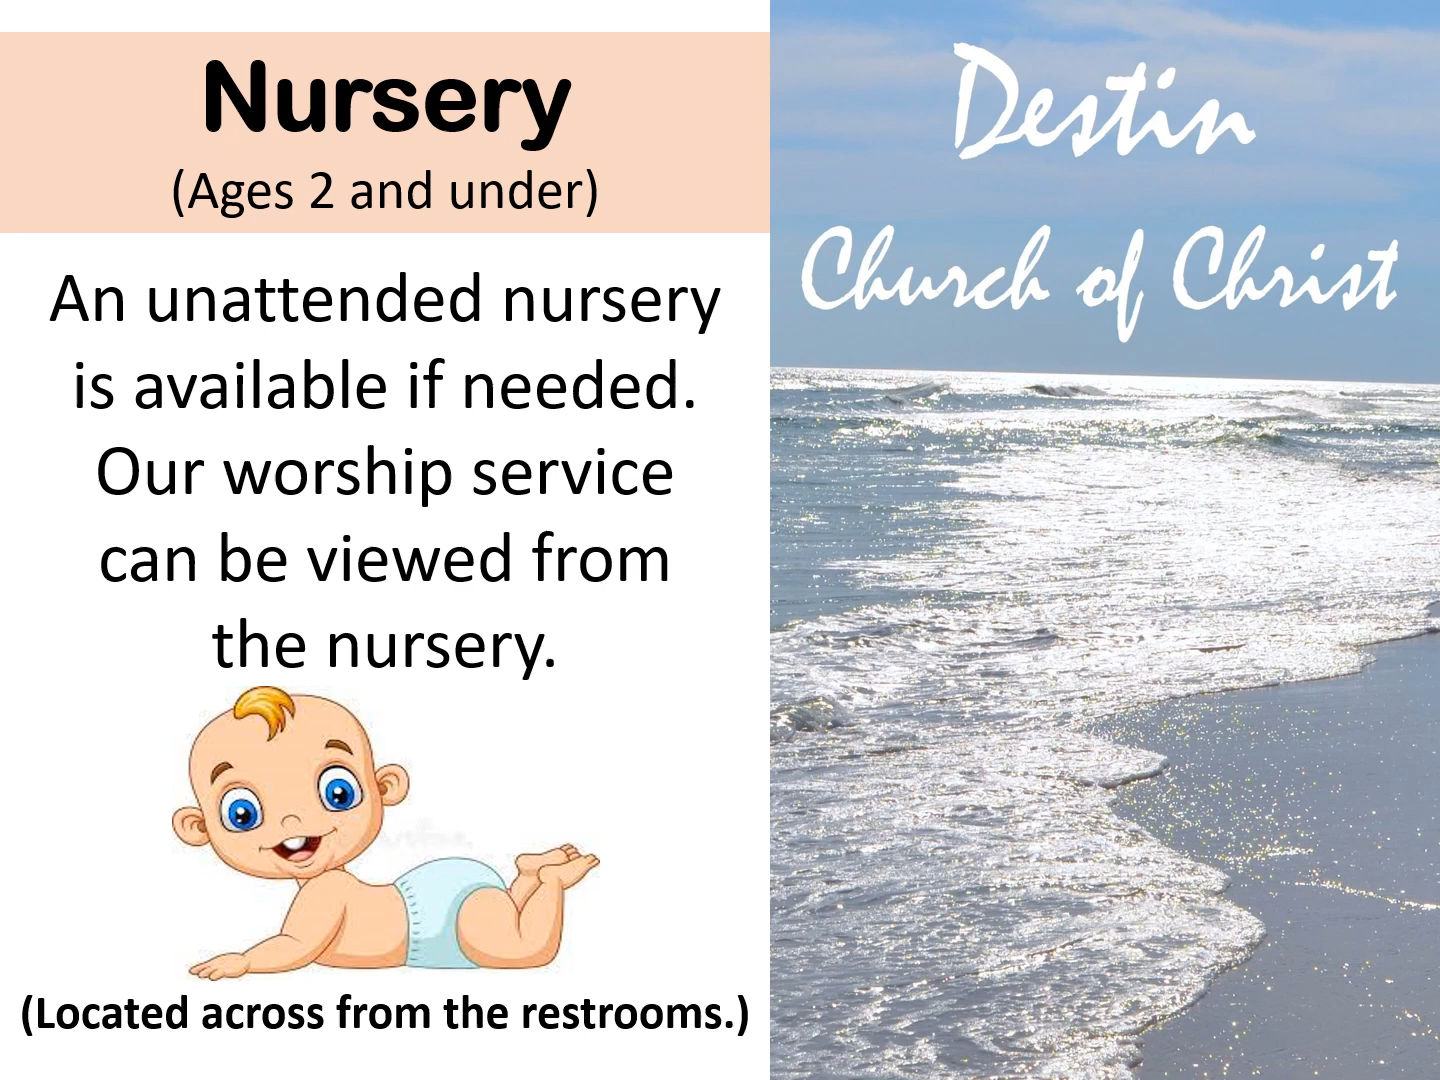 Nursery
(Ages 2 and under)
An unattended nursery
is available if needed.
Our worship service
can be viewed from
the nursery.
(Located across from the restrooms.)
Destin
Church of Christ